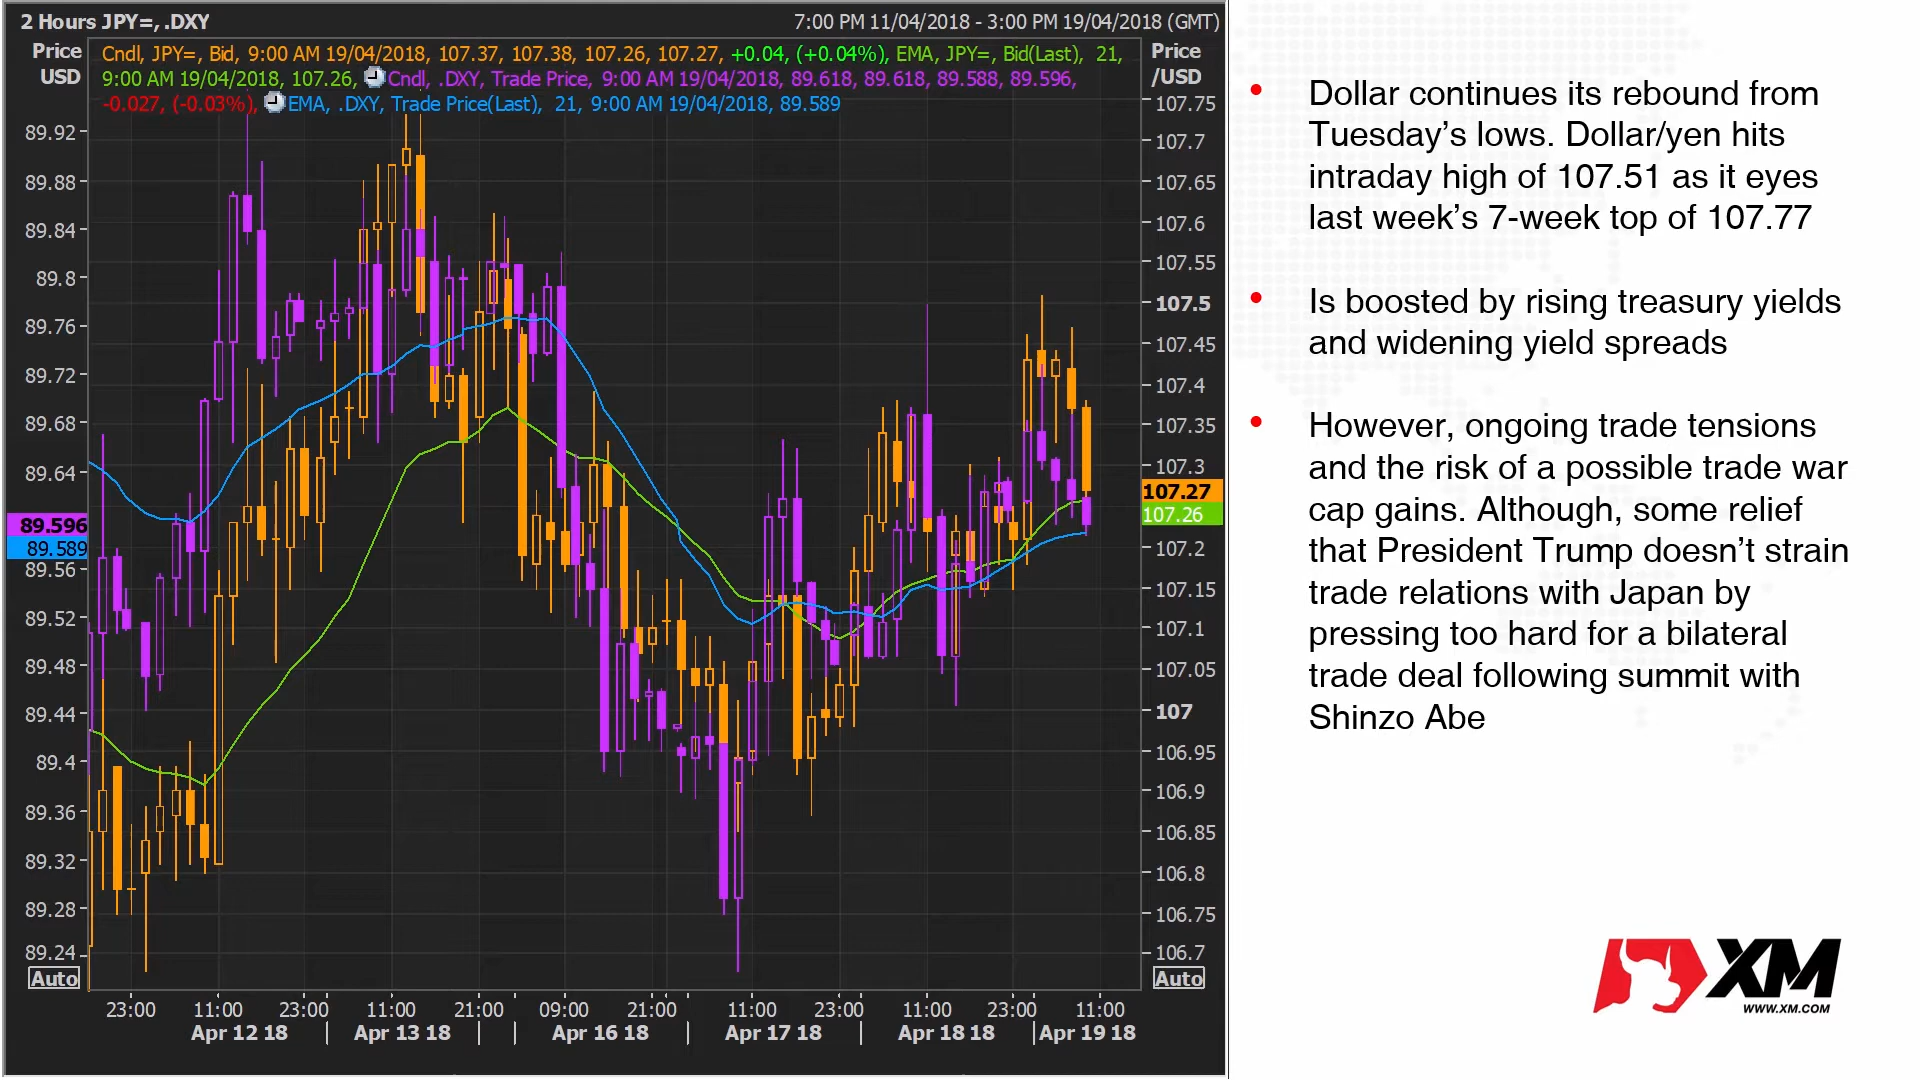 2 Hours JPY=, .DXY
7:00 PM 11/04/2018 - 3:00 PM 19/04/2018 (GMT)
Price
USD
Cndl, JPY=, Bid, 9:00 AM 19/04/2018, 107.37, 107.38, 107.26, 107.27, +0.04, (+0.04%), EMA, JPY=, Bid(Last), 21,
9:00 AM 19/04/2018, 107.26, Cndl, .DXY, Trade Price, 9:00 AM 19/04/2018, 89.618, 89.618, 89.588, 89.596,
-0.027, (-0.03%), EMA, .DXY, Trade Price(Last), 21, 9:00 AM 19/04/2018, 89.589
Price
/USD
89.92
89.88
89.84
89.8
89.76
89.72
89.68
89.64
89.596
89.589
89.56
89.52
89.48
89.44
89.4
89.36
89.32
89.28
89.24
Auto
107.75
107.7
107.65
107.6
107.55
107.5
107.45
107.4
107.35
107.3
107.27
107.26
107.2
107.15
107.1
107.05
107
106.95
106.9
106.85
106.8
106.75
106.7
Auto
23:00 11:00 23:00 11:00 21:00 09:00 21:00 11:00 23:00 11:00 23:00 11:00
Apr 12 18 Apr 13 18 Apr 16 18 Apr 17 18 Apr 18 18 Apr 19 18
• Dollar continues its rebound from
Tuesday’s lows. Dollar/yen hits
intraday high of 107.51 as it eyes
last week’s 7-week top of 107.77
• Is boosted by rising treasury yields
and widening yield spreads
• However, ongoing trade tensions
and the risk of a possible trade war
cap gains. Although, some relief
that President Trump doesn’t strain
trade relations with Japan by
pressing too hard for a bilateral
trade deal following summit with
Shinzo Abe
XM
WWW.XM.COM